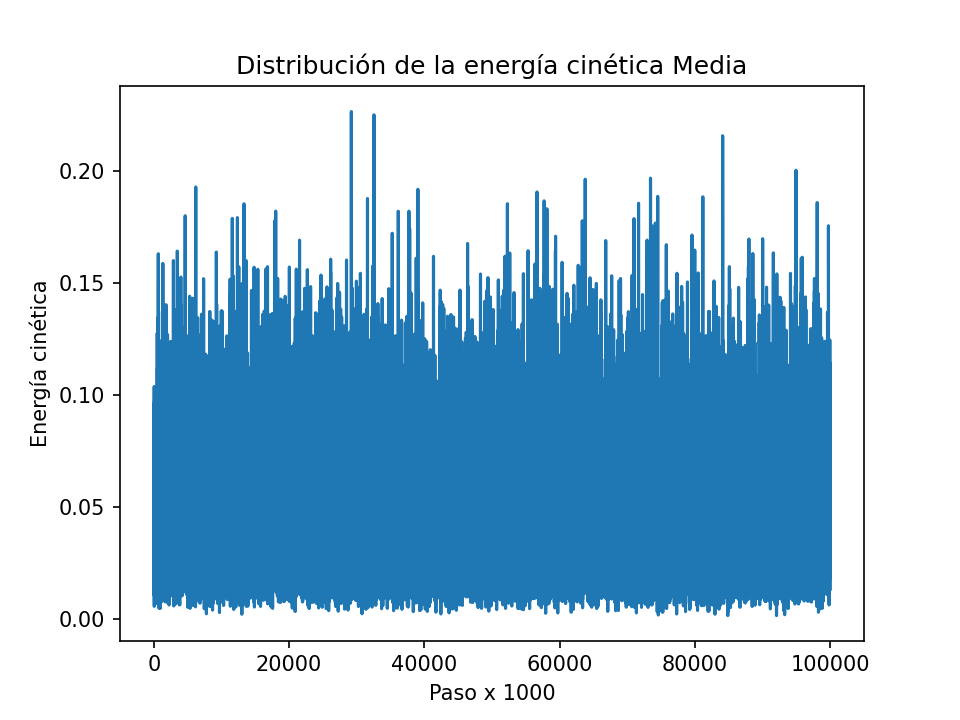 Distribución de la energía cinética Media
Energía cinética
0.20
0.15
0.10
0.05
0.00
0 20000 40000 60000 80000 100000
Paso x 1000